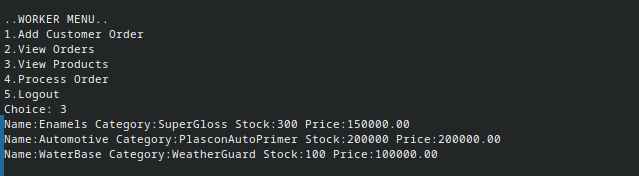 ..WORKER MENU..
1.Add Customer Order
2.View Orders
3.View Products
4.Process Order
5.Logout
Choice: 3
Name:Enamels Category:SuperGloss Stock:300 Price:150000.00
Name:Automotive Category:PlasconAutoPrimer Stock:200000 Price:200000.00
Name:WaterBase Category:WeatherGuard Stock:100 Price:100000.00